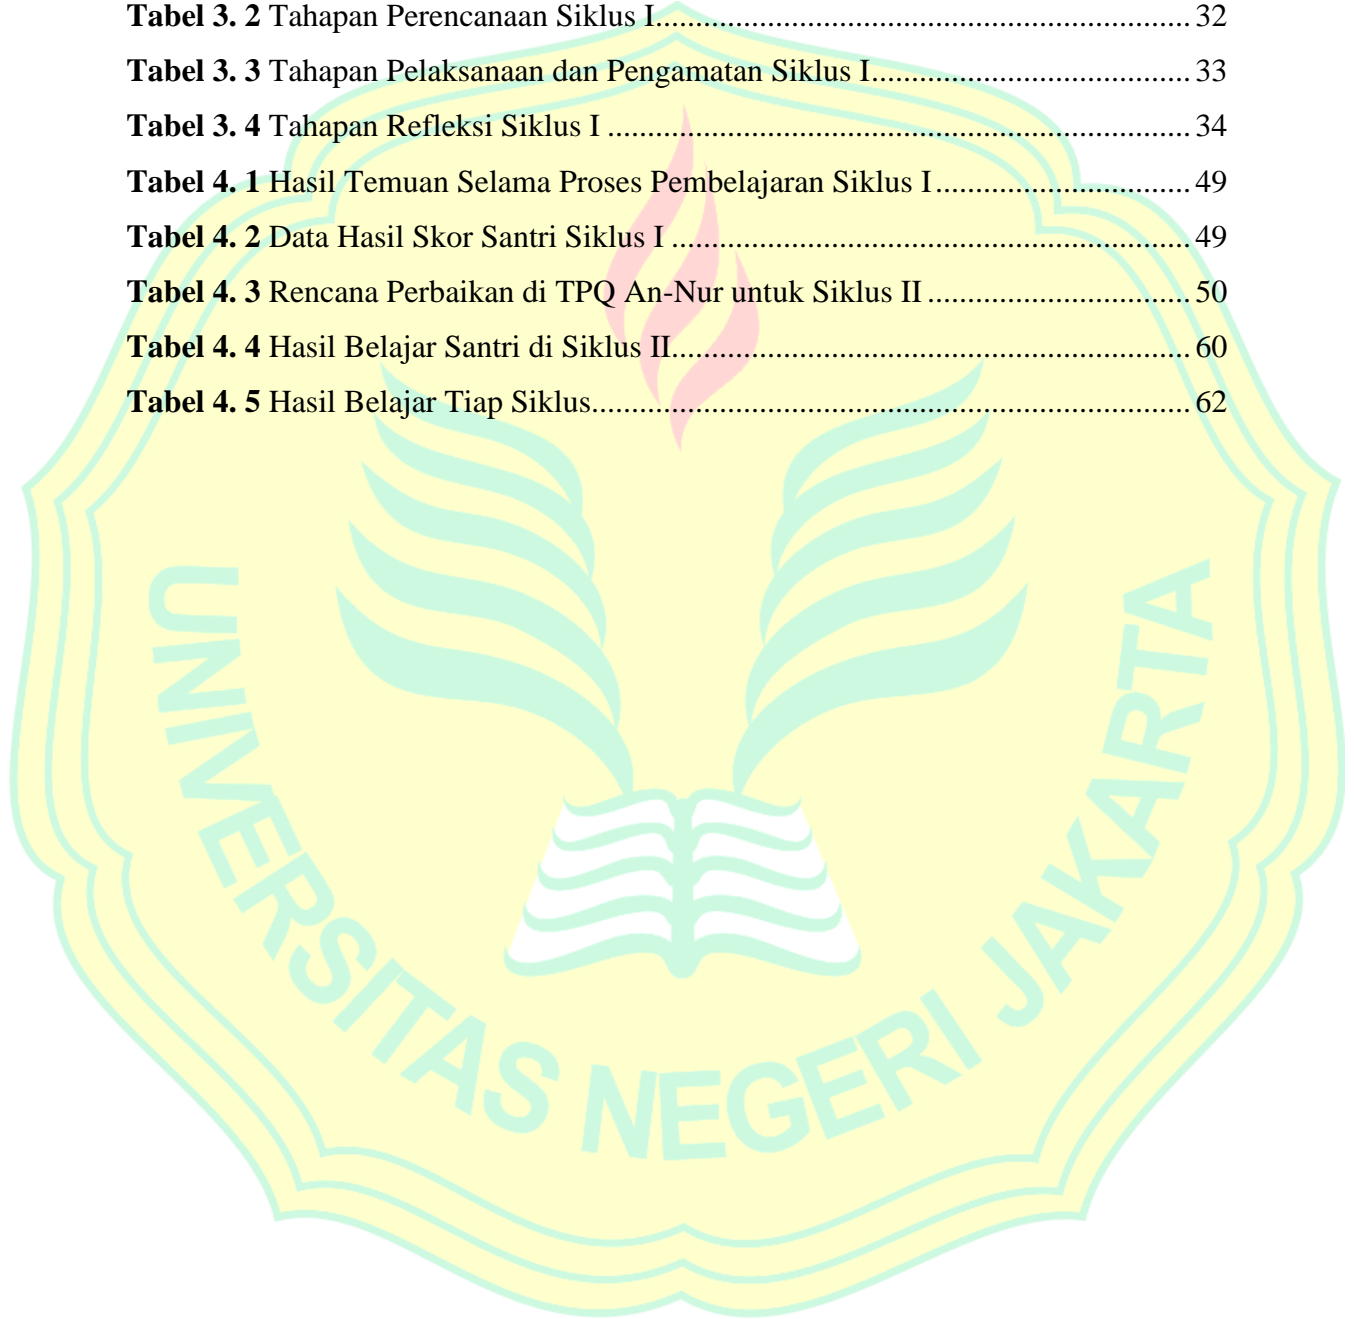 Tabel 3. 2 Tahapan Perencanaan Siklus I.................................................................. 32
Tabel 3. 3 Tahapan Pelaksanaan dan Pengamatan Siklus I....................................... 33
Tabel 3. 4 Tahapan Refleksi Siklus I ........................................................................ 34
Tabel 4. 1 Hasil Temuan Selama Proses Pembelajaran Siklus I................................ 49
Tabel 4. 2 Data Hasil Skor Santri Siklus I ................................................................ 49
Tabel 4. 3 Rencana Perbaikan di TPQ An-Nur untuk Siklus II ................................ 50
Tabel 4. 4 Hasil Belajar Santri di Siklus II................................................................ 60
Tabel 4. 5 Hasil Belajar Tiap Siklus.......................................................................... 62
UNIVERSITAS NEGERI JAKARTA